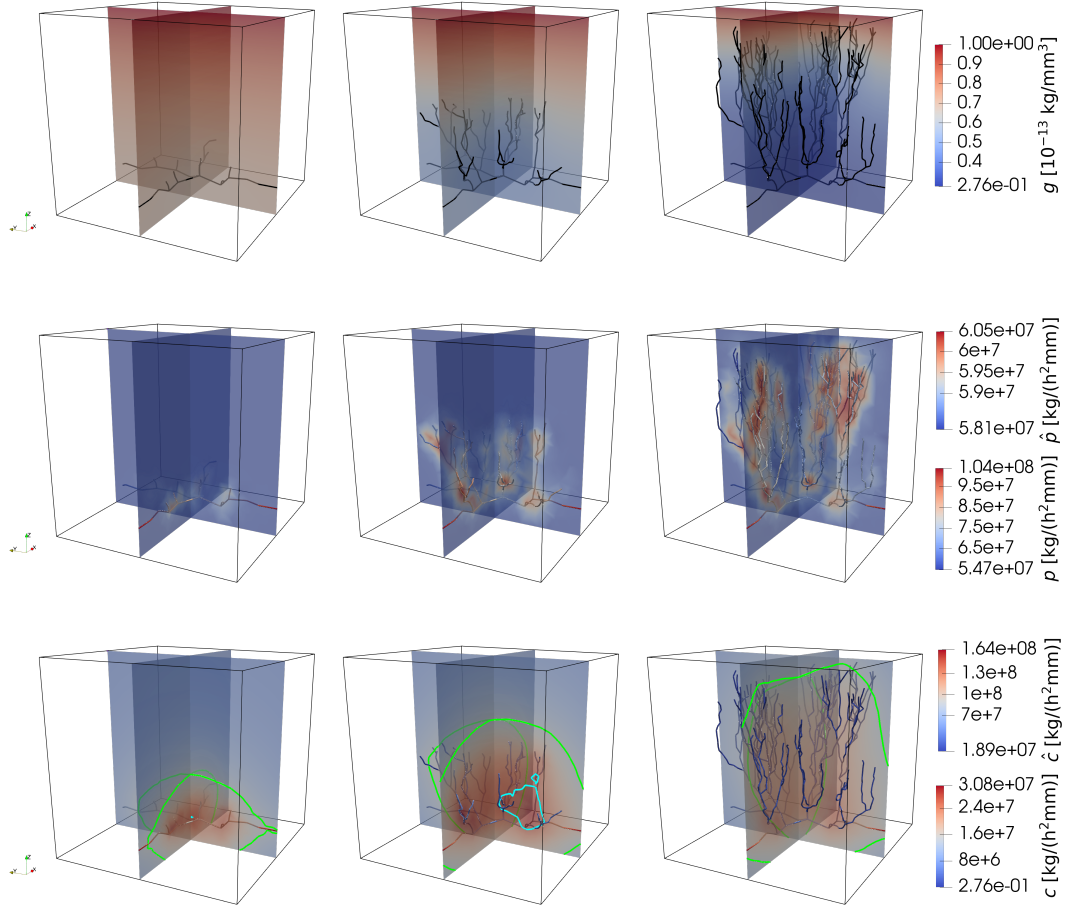 1.00e+00
0.9
0.8
0.7
0.6
0.4
2.76e-01
g [10⁻¹³ kg/mm³]
6.05e+07
6e+7
5.95e+7
5.9e+7
5.81e+07
p̂ [kg/(h²mm)]
1.04e+08
9.5e+7
8.5e+7
7.5e+7
6.5e+7
5.47e+07
p [kg/(h²mm)]
1.64e+08
1.3e+8
1e+8
7e+7
1.89e+07
ĉ [kg/(h²mm)]
3.08e+07
2.4e+7
1.6e+7
8e+6
2.76e-01
c [kg/(h²mm)]